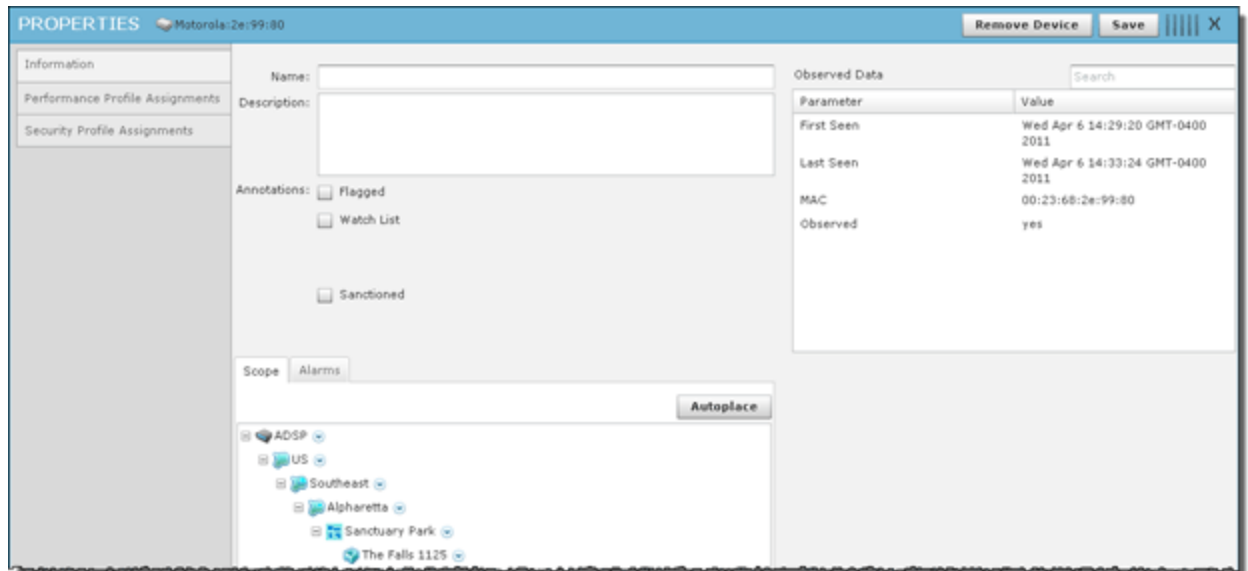 PROPERTIES Motorola:2e:99:80 Remove Device Save X
Information
Performance Profile Assignments
Security Profile Assignments
Name:
Description:
Annotations: Flagged
Watch List
Sanctioned
Observed Data Search
Parameter Value
First Seen Wed Apr 6 14:29:20 GMT-0400
2011
Last Seen Wed Apr 6 14:33:24 GMT-0400
2011
MAC 00:23:68:2e:99:80
Observed yes
Scope Alarms
Autoplace
ADSP
US
Southeast
Alpharetta
Sanctuary Park
The Falls 1125